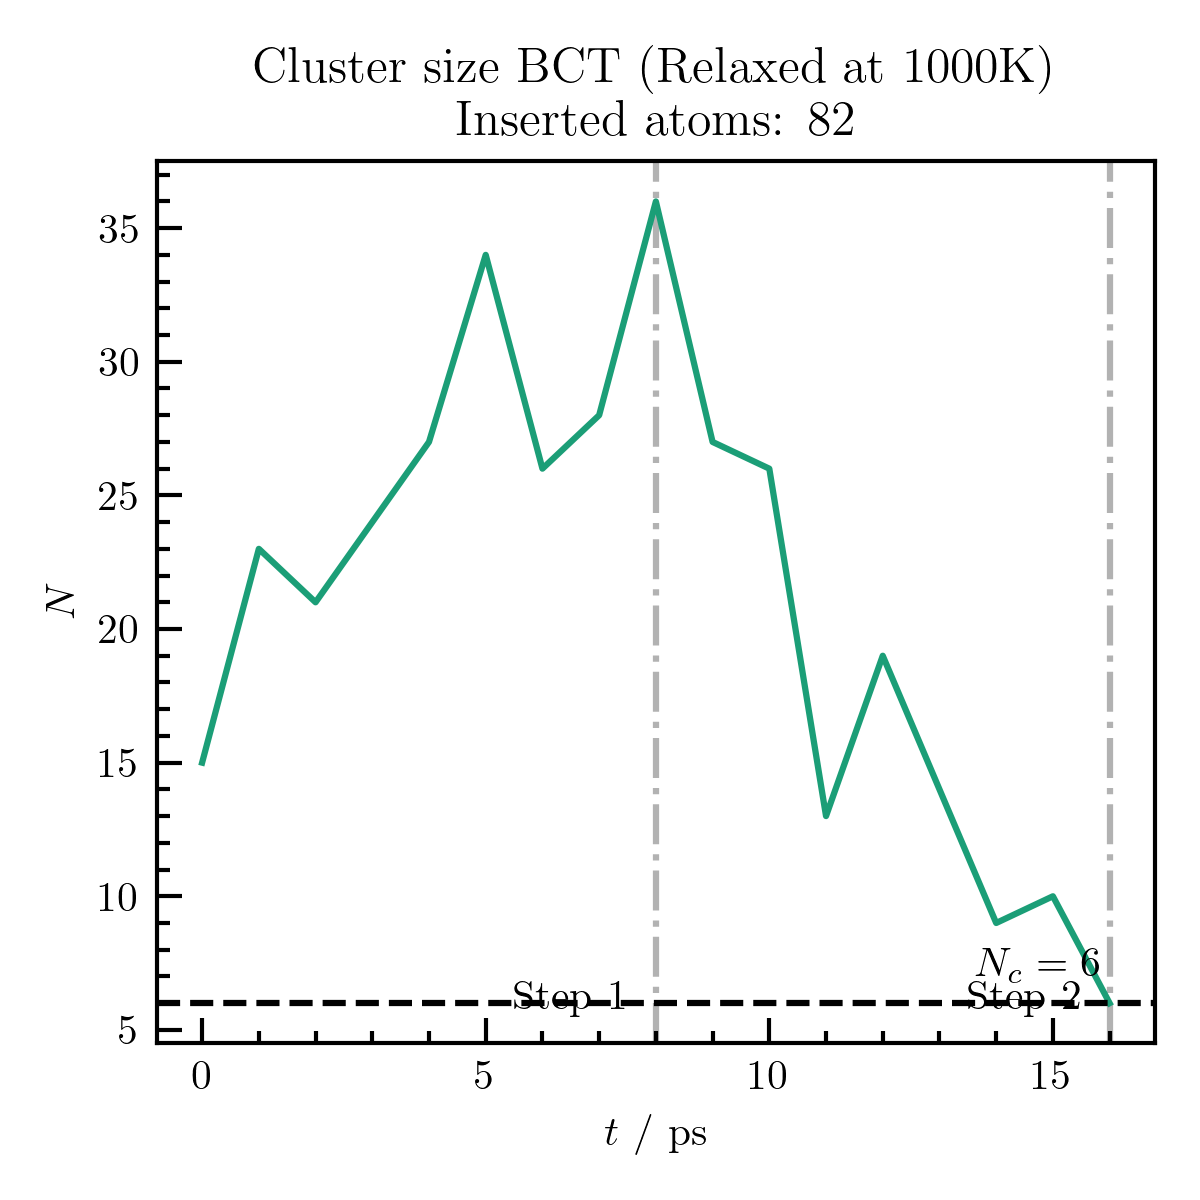 Cluster size BCT (Relaxed at 1000K)
Inserted atoms: 82
35
30
25
20
15
10
5
N
N_c = 6
Step 1
Step 2
0
5
10
15
t / ps